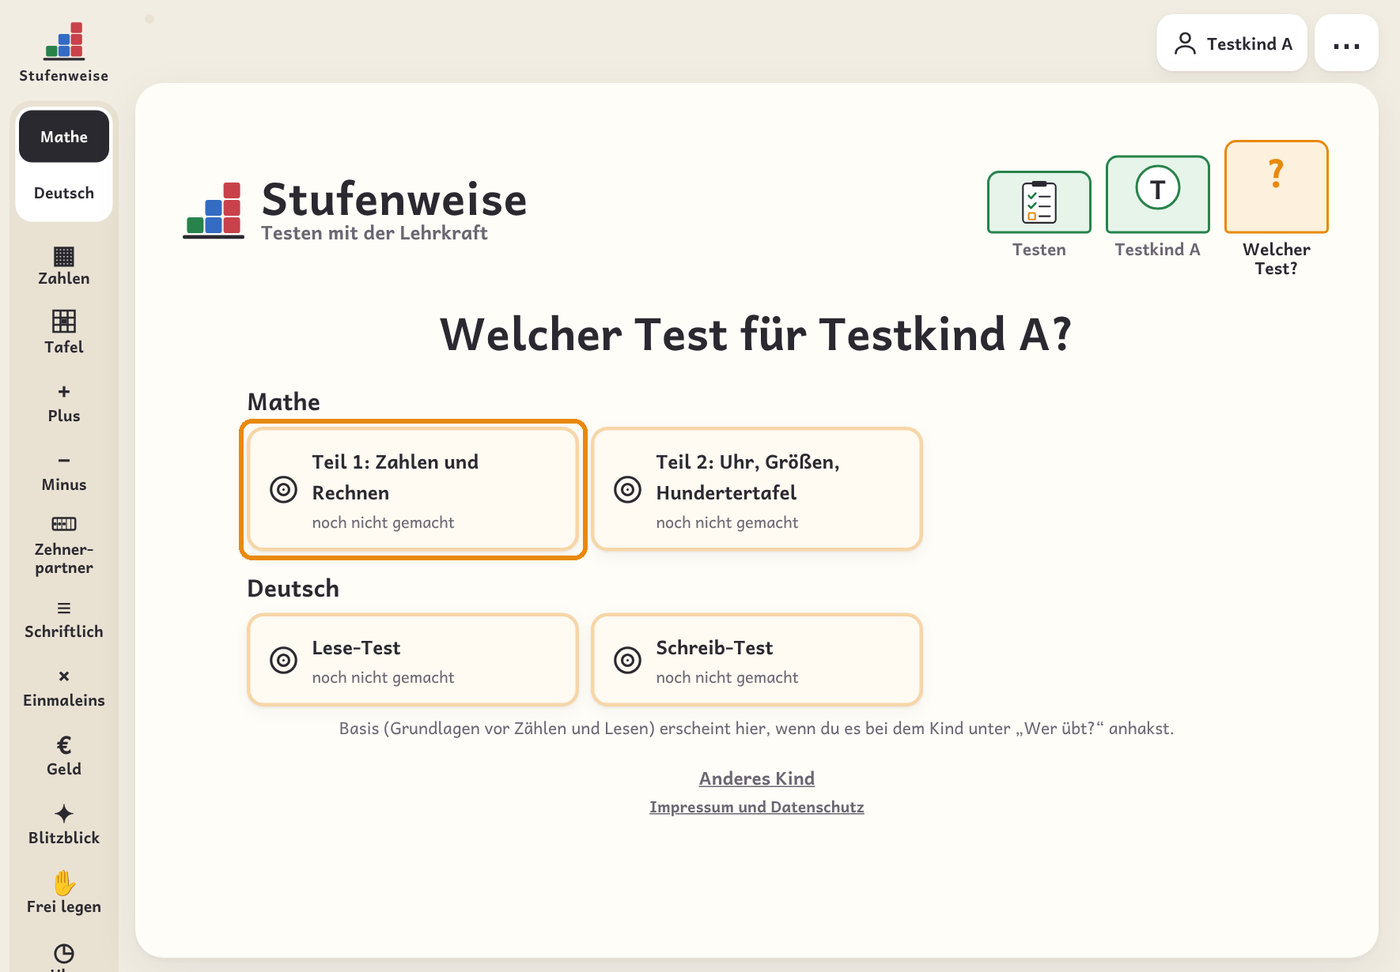 Stufenweise
Testkind A
...
Mathe
Deutsch
Zahlen
Tafel
+
Plus
−
Minus
Zehner-
partner
Schriftlich
×
Einmaleins
€
Geld
Blitzblick
Frei legen
Stufenweise
Testen mit der Lehrkraft
Testen
T
Testkind A
?
Welcher
Test?
Welcher Test für Testkind A?
Mathe
Teil 1: Zahlen und
Rechnen
noch nicht gemacht
Teil 2: Uhr, Größen,
Hundertertafel
noch nicht gemacht
Deutsch
Lese-Test
noch nicht gemacht
Schreib-Test
noch nicht gemacht
Basis (Grundlagen vor Zählen und Lesen) erscheint hier, wenn du es bei dem Kind unter „Wer übt?“ anhakst.
Anderes Kind
Impressum und Datenschutz